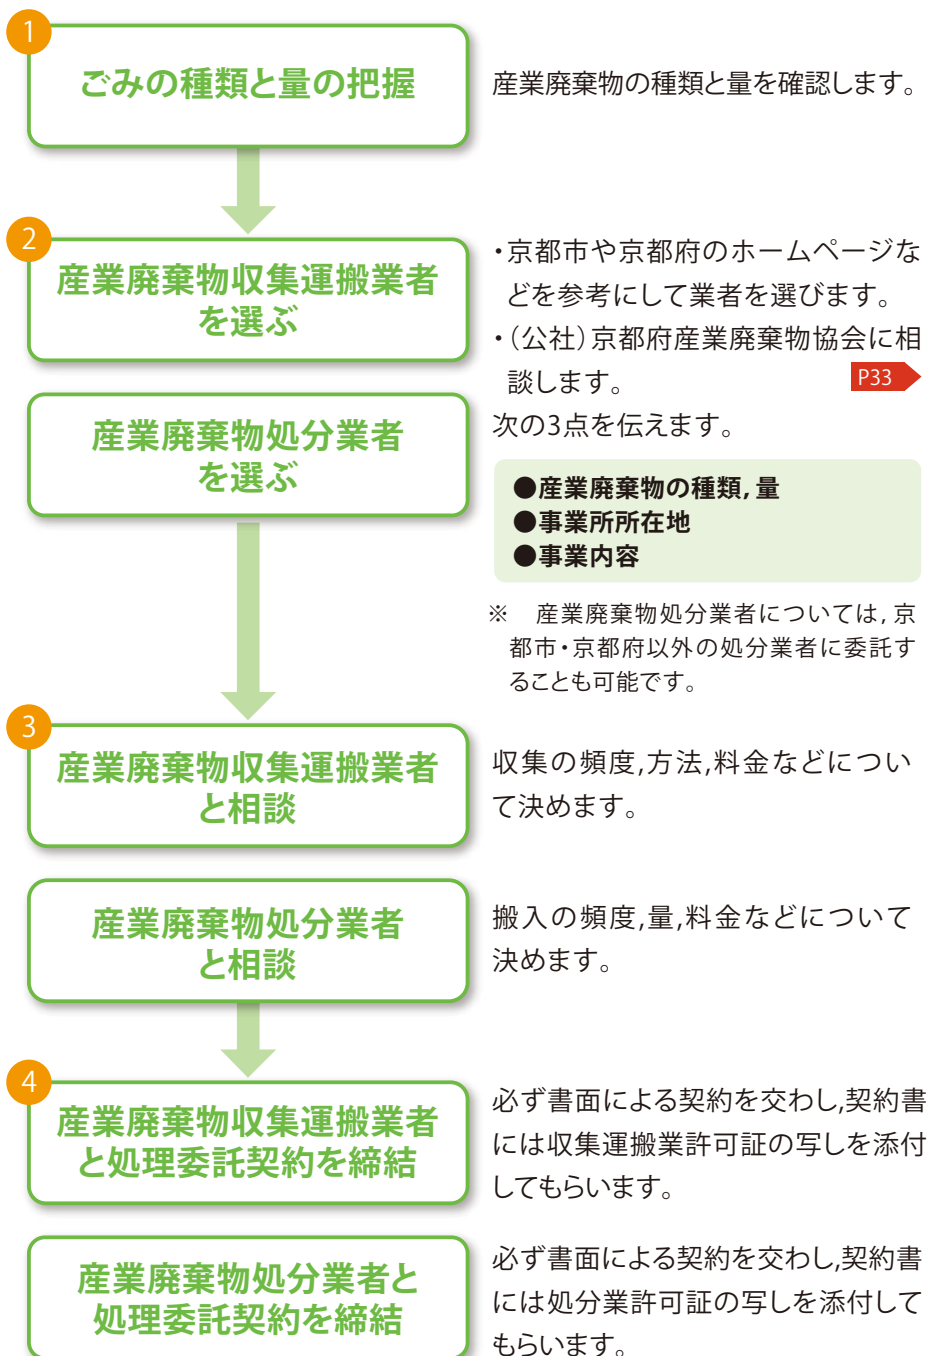 1
ごみの種類と量の把握
産業廃棄物の種類と量を確認します。
2
産業廃棄物収集運搬業者
を選ぶ
・京都市や京都府のホームページな
どを参考にして業者を選びます。
・(公社)京都府産業廃棄物協会に相
談します。
P33
次の3点を伝えます。
産業廃棄物処分業者
を選ぶ
●産業廃棄物の種類,量
●事業所所在地
●事業内容
※ 産業廃棄物処分業者については,京
都市・京都府以外の処分業者に委託す
ることも可能です。
3
産業廃棄物収集運搬業者
と相談
収集の頻度,方法,料金などについ
て決めます。
産業廃棄物処分業者
と相談
搬入の頻度,量,料金などについて
決めます。
4
産業廃棄物収集運搬業者
と処理委託契約を締結
必ず書面による契約を交わし,契約書
には収集運搬業許可証の写しを添付
してもらいます。
産業廃棄物処分業者と
処理委託契約を締結
必ず書面による契約を交わし,契約書
には処分業許可証の写しを添付して
もらいます。